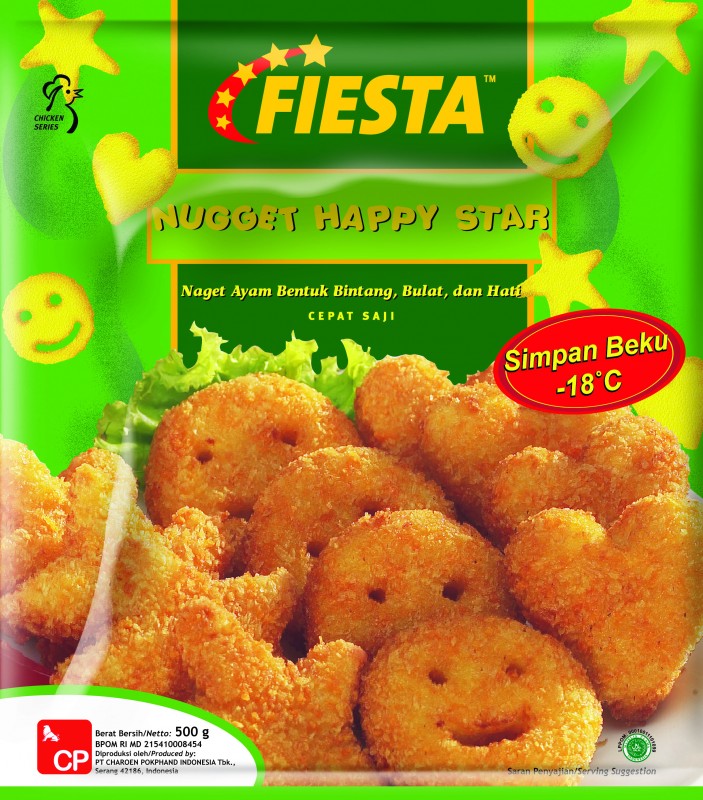 FIESTA™
CHICKEN
SERIES
NUGGET HAPPY STAR
Naget Ayam Bentuk Bintang, Bulat, dan Hati
CEPAT SAJI
Simpan Beku
-18°C
CP
Berat Bersih/Netto: 500 g
BPOM RI MD 215410008454
Diproduksi oleh/Produced by:
PT CHAROEN POKPHAND INDONESIA Tbk.,
Serang 42186, Indonesia
Saran Penyajian/Serving Suggestion